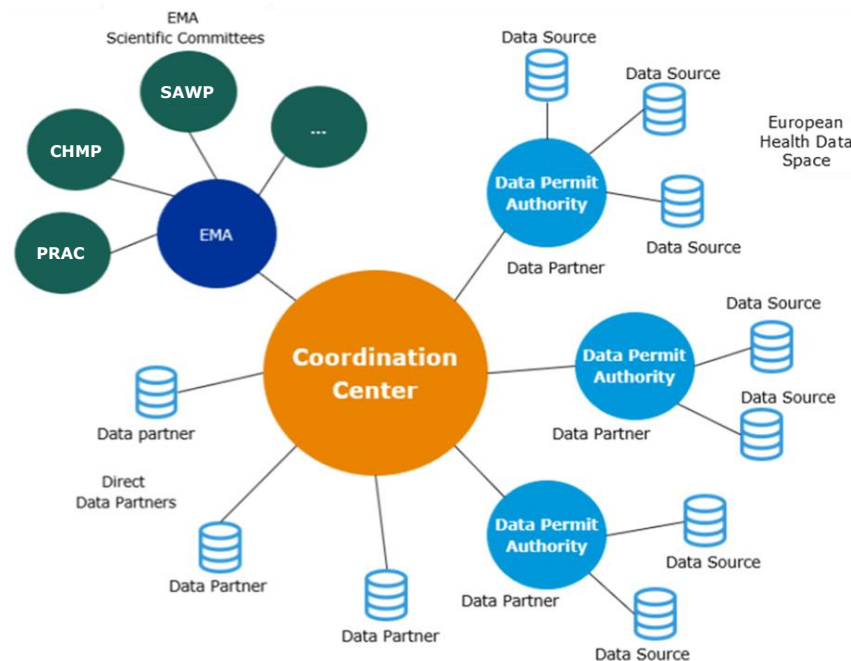 EMA
Scientific Committees
SAWP
...
CHMP
PRAC
EMA
Data Source
Data Source
European
Health Data
Space
Data Permit
Authority
Data Source
Data Partner
Coordination
Center
Data Source
Data Permit
Authority
Data Source
Data Partner
Data partner
Direct
Data Partners
Data Partner
Data Partner
Data Permit
Authority
Data Source
Data Partner
Data Source